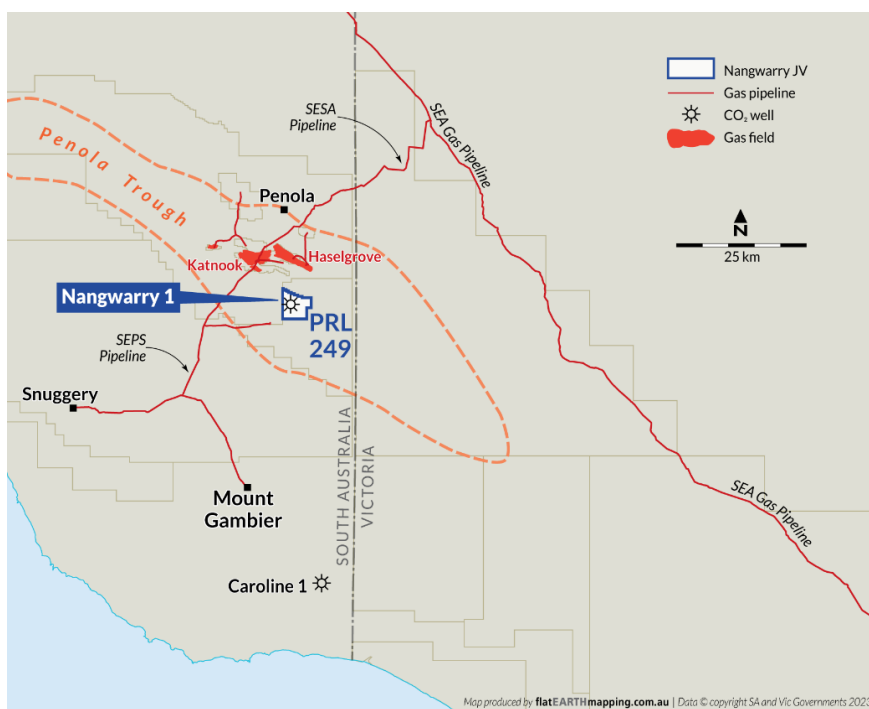 Nangwarry JV
Gas pipeline
CO₂ well
Gas field
N
25 km
SESA
Pipeline
SEA Gas Pipeline
Penola Trough
Penola
Katnook
Haselgrove
Nangwarry 1
PRL
249
SEPS
Pipeline
Snuggery
Mount
Gambier
SOUTH AUSTRALIA
VICTORIA
SEA Gas Pipeline
Caroline 1
Map produced by flatEARTHmapping.com.au | Data © copyright SA and Vic Governments 2023